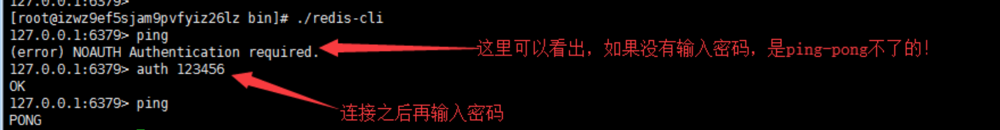 127.0.0.1:6379>
[root@izwz9ef5sjam9pvfyiz26lz bin]# ./redis-cli
127.0.0.1:6379> ping
(error) NOAUTH Authentication required.
这里可以看出，如果没有输入密码，是ping-pong不了的！
127.0.0.1:6379> auth 123456
OK
127.0.0.1:6379> ping
连接之后再输入密码
PONG